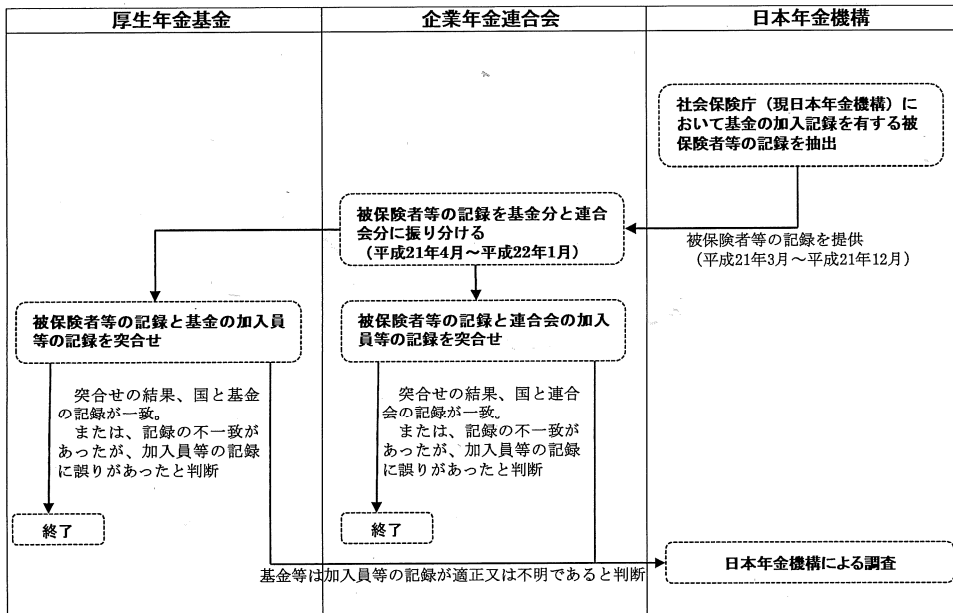 厚生年金基金
企業年金連合会
日本年金機構
社会保険庁（現日本年金機構）に
おいて基金の加入記録を有する被
保険者等の記録を抽出
被保険者等の記録を基金分と連合
会分に振り分ける
（平成21年4月～平成22年1月）
被保険者等の記録を提供
（平成21年3月～平成21年12月）
被保険者等の記録と基金の加入員
等の記録を突合せ
被保険者等の記録と連合会の加入
員等の記録を突合せ
突合せの結果、国と基金
の記録が一致。
または、記録の不一致が
あったが、加入員等の記録
に誤りがあったと判断
突合せの結果、国と連合
会の記録が一致。
または、記録の不一致が
あったが、加入員等の記録
に誤りがあったと判断
終了
終了
基金等は加入員等の記録が適正又は不明であると判断
日本年金機構による調査